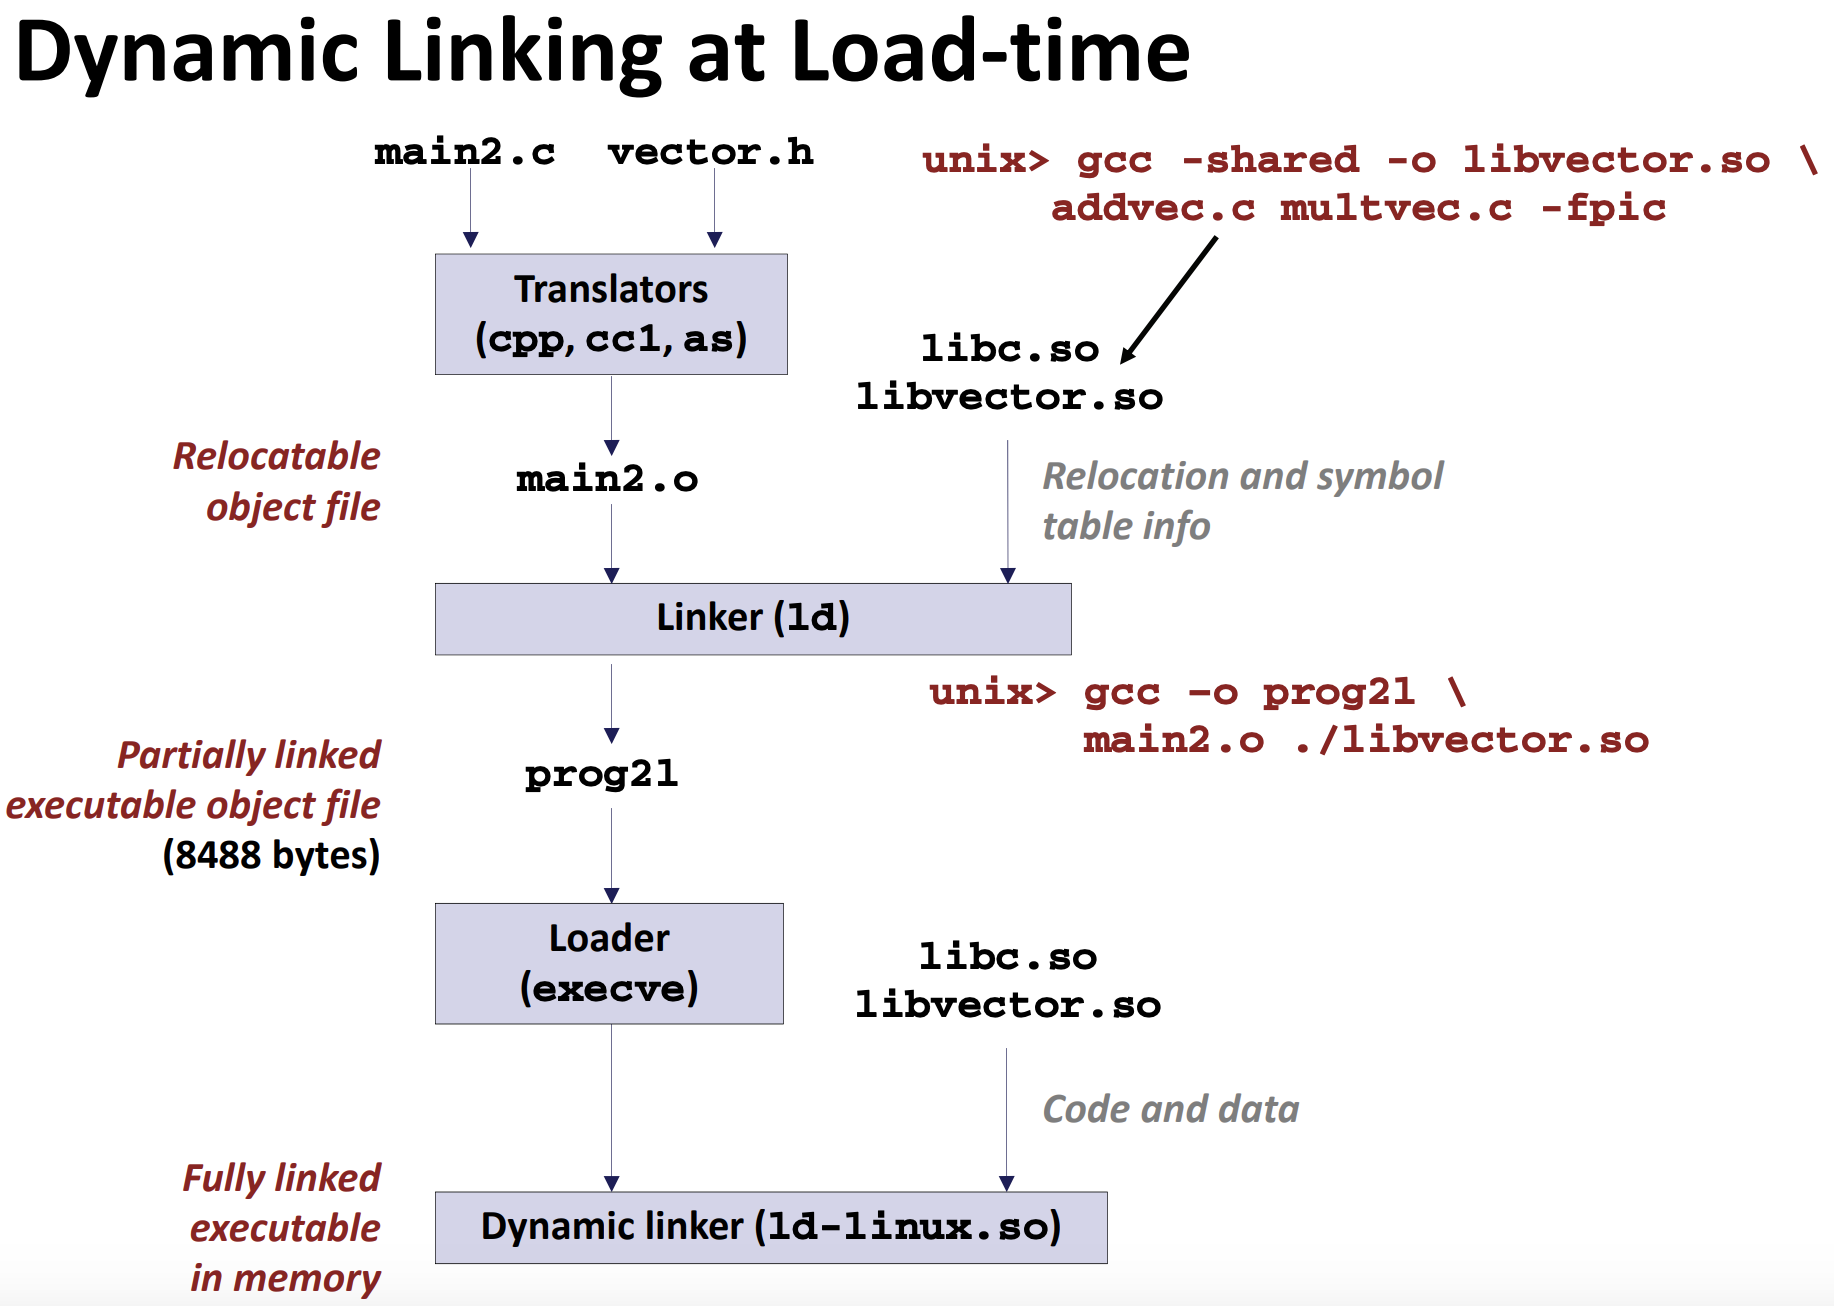 Dynamic Linking at Load-time
main2.c vector.h
unix> gcc -shared -o libvector.so \
addvec.c multvec.c -fpic
Translators
(cpp, cc1, as)
libc.so
libvector.so
Relocatable
object file
main2.o
Relocation and symbol
table info
Linker (ld)
unix> gcc -o prog2l \
main2.o ./libvector.so
Partially linked
executable object file
(8488 bytes)
prog2l
Loader
(execve)
libc.so
libvector.so
Code and data
Fully linked
executable
in memory
Dynamic linker (ld-linux.so)